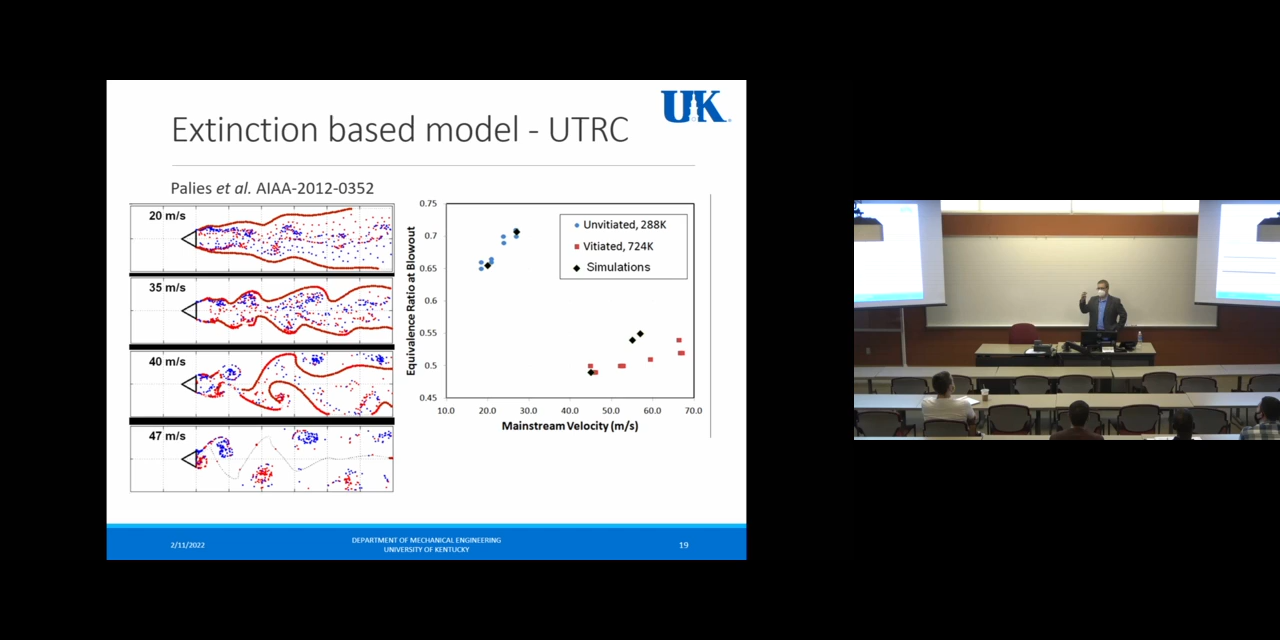 UK
Extinction based model - UTRC
Palies et al. AIAA-2012-0352
20 m/s
35 m/s
40 m/s
47 m/s
Equivalence Ratio at Blowout
0.75
0.7
0.65
0.6
0.55
0.5
0.45
Unvitiated, 288K
Vitiated, 724K
Simulations
10.0 20.0 30.0 40.0 50.0 60.0 70.0
Mainstream Velocity (m/s)
2/11/2022
DEPARTMENT OF MECHANICAL ENGINEERING
UNIVERSITY OF KENTUCKY
19